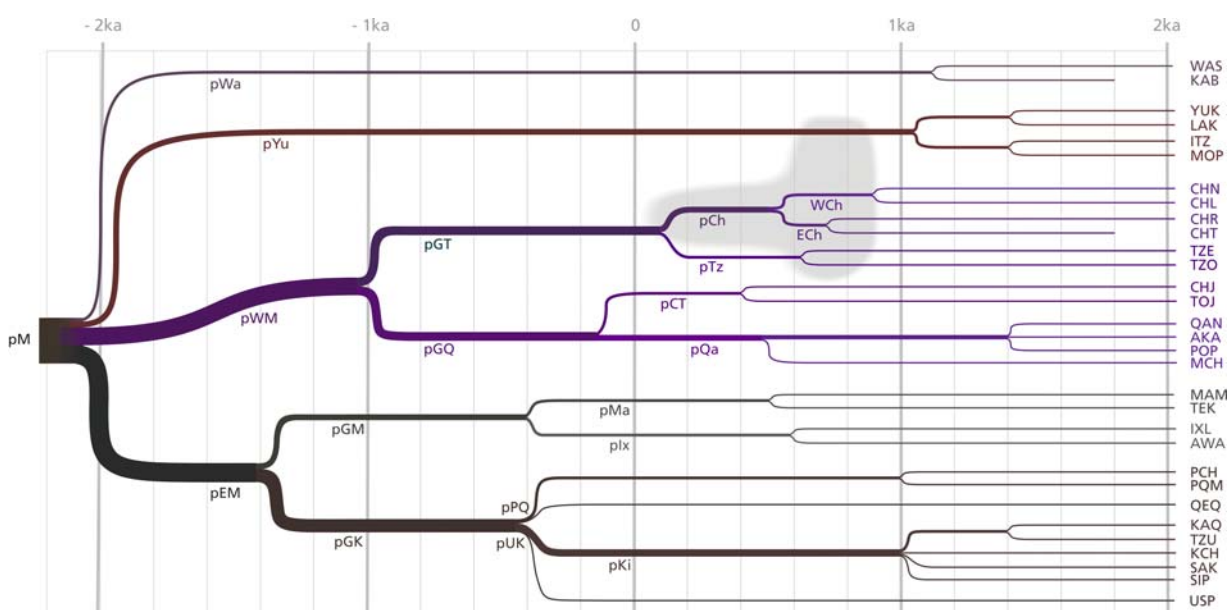 - 2ka - 1ka 0 1ka 2ka
WAS
pWa KAB
YUK
LAK
pYu ITZ
MOP
CHN
WCh CHL
pCh CHR
ECh CHT
pGT TZE
pTz TZO
CHJ
pCT TOJ
pWM
QAN
pM AKA
pGQ pQa POP
MCH
MAM
pMa TEK
pGM IXL
pIx AWA
PCH
pEM PQM
pPQ QEQ
KAQ
pGK pUK TZU
KCH
pKi SAK
SIP
USP